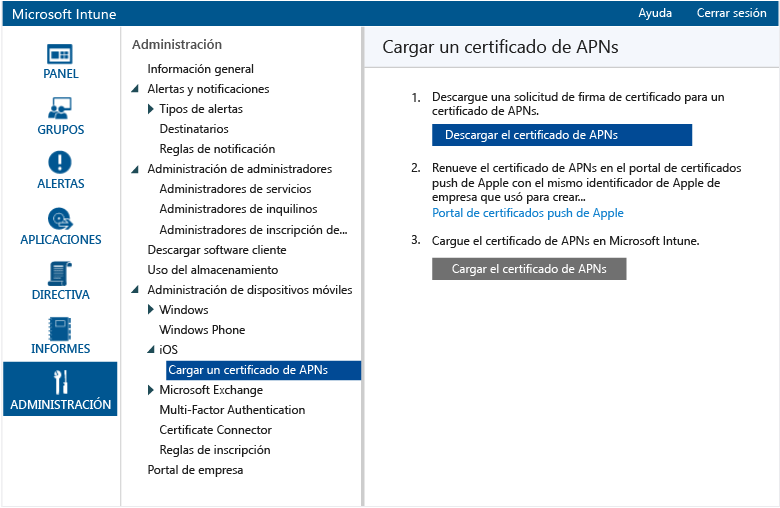 Microsoft Intune
Ayuda
Cerrar sesión
PANEL
GRUPOS
ALERTAS
APLICACIONES
DIRECTIVA
INFORMES
ADMINISTRACIÓN
Administración
Información general
Alertas y notificaciones
Tipos de alertas
Destinatarios
Reglas de notificación
Administración de administradores
Administradores de servicios
Administradores de inquilinos
Administradores de inscripción de...
Descargar software cliente
Uso del almacenamiento
Administración de dispositivos móviles
Windows
Windows Phone
iOS
Cargar un certificado de APNs
Microsoft Exchange
Multi-Factor Authentication
Certificate Connector
Reglas de inscripción
Portal de empresa
Cargar un certificado de APNs
1. Descargue una solicitud de firma de certificado para un
certificado de APNs.
Descargar el certificado de APNs
2. Renueve el certificado de APNs en el portal de certificados
push de Apple con el mismo identificador de Apple de
empresa que usó para crear...
Portal de certificados push de Apple
3. Cargue el certificado de APNs en Microsoft Intune.
Cargar el certificado de APNs